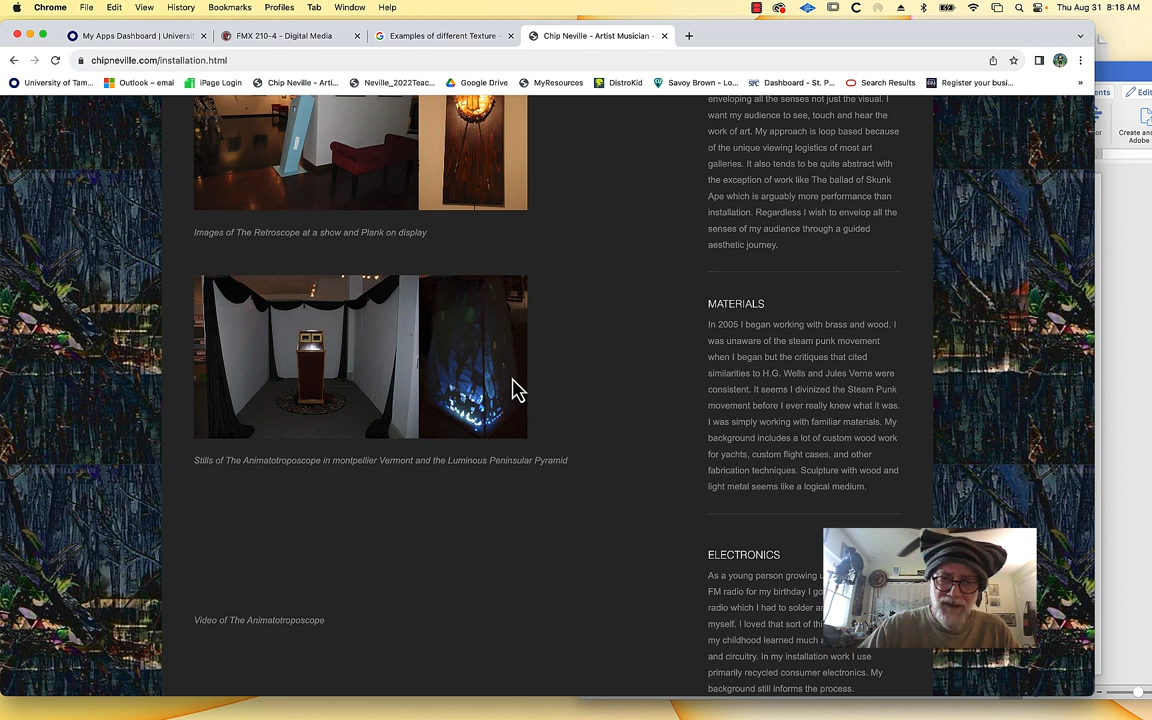 Chrome File Edit View History Bookmarks Profiles Tab Window Help
Thu Aug 31 8:18 AM
My Apps Dashboard | Universi
FMX 210-4 - Digital Media
Examples of different Texture -
Chip Neville - Artist Musician -
chipneville.com/installation.html
University of Tam...
Outlook – emai
iPage Login
Chip Neville - Arti...
Neville_2022Teac...
Google Drive
MyResources
DistroKid
Savoy Brown - Lo...
Dashboard - St. P...
Search Results
Register your busi...
»
ents
Edit
Create an
Adobe
enveloping all the senses not just the visual. I
want my audience to see, touch and hear the
work of art. My approach is loop based because
of the unique viewing logistics of most art
galleries. It also tends to be quite abstract with
the exception of work like The ballad of Skunk
Ape which is arguably more performance than
installation. Regardless I wish to envelop all the
senses of my audience through a guided
aesthetic journey.
Images of The Retroscope at a show and Plank on display
MATERIALS
In 2005 I began working with brass and wood. I
was unaware of the steam punk movement
when I began but the critiques that cited
similarities to H.G. Wells and Jules Verne were
consistent. It seems I divinized the Steam Punk
movement before I ever really knew what it was.
I was simply working with familiar materials. My
background includes a lot of custom wood work
for yachts, custom flight cases, and other
fabrication techniques. Sculpture with wood and
light metal seems like a logical medium.
Stills of The Animatotroposcope in montpellier Vermont and the Luminous Peninsular Pyramid
ELECTRONICS
As a young person growing
FM radio for my birthday I go
radio which I had to solder a
myself. I loved that sort of thi
my childhood learned much a
and circuitry. In my installation work I use
primarily recycled consumer electronics. My
background still informs the process.
Video of The Animatotroposcope